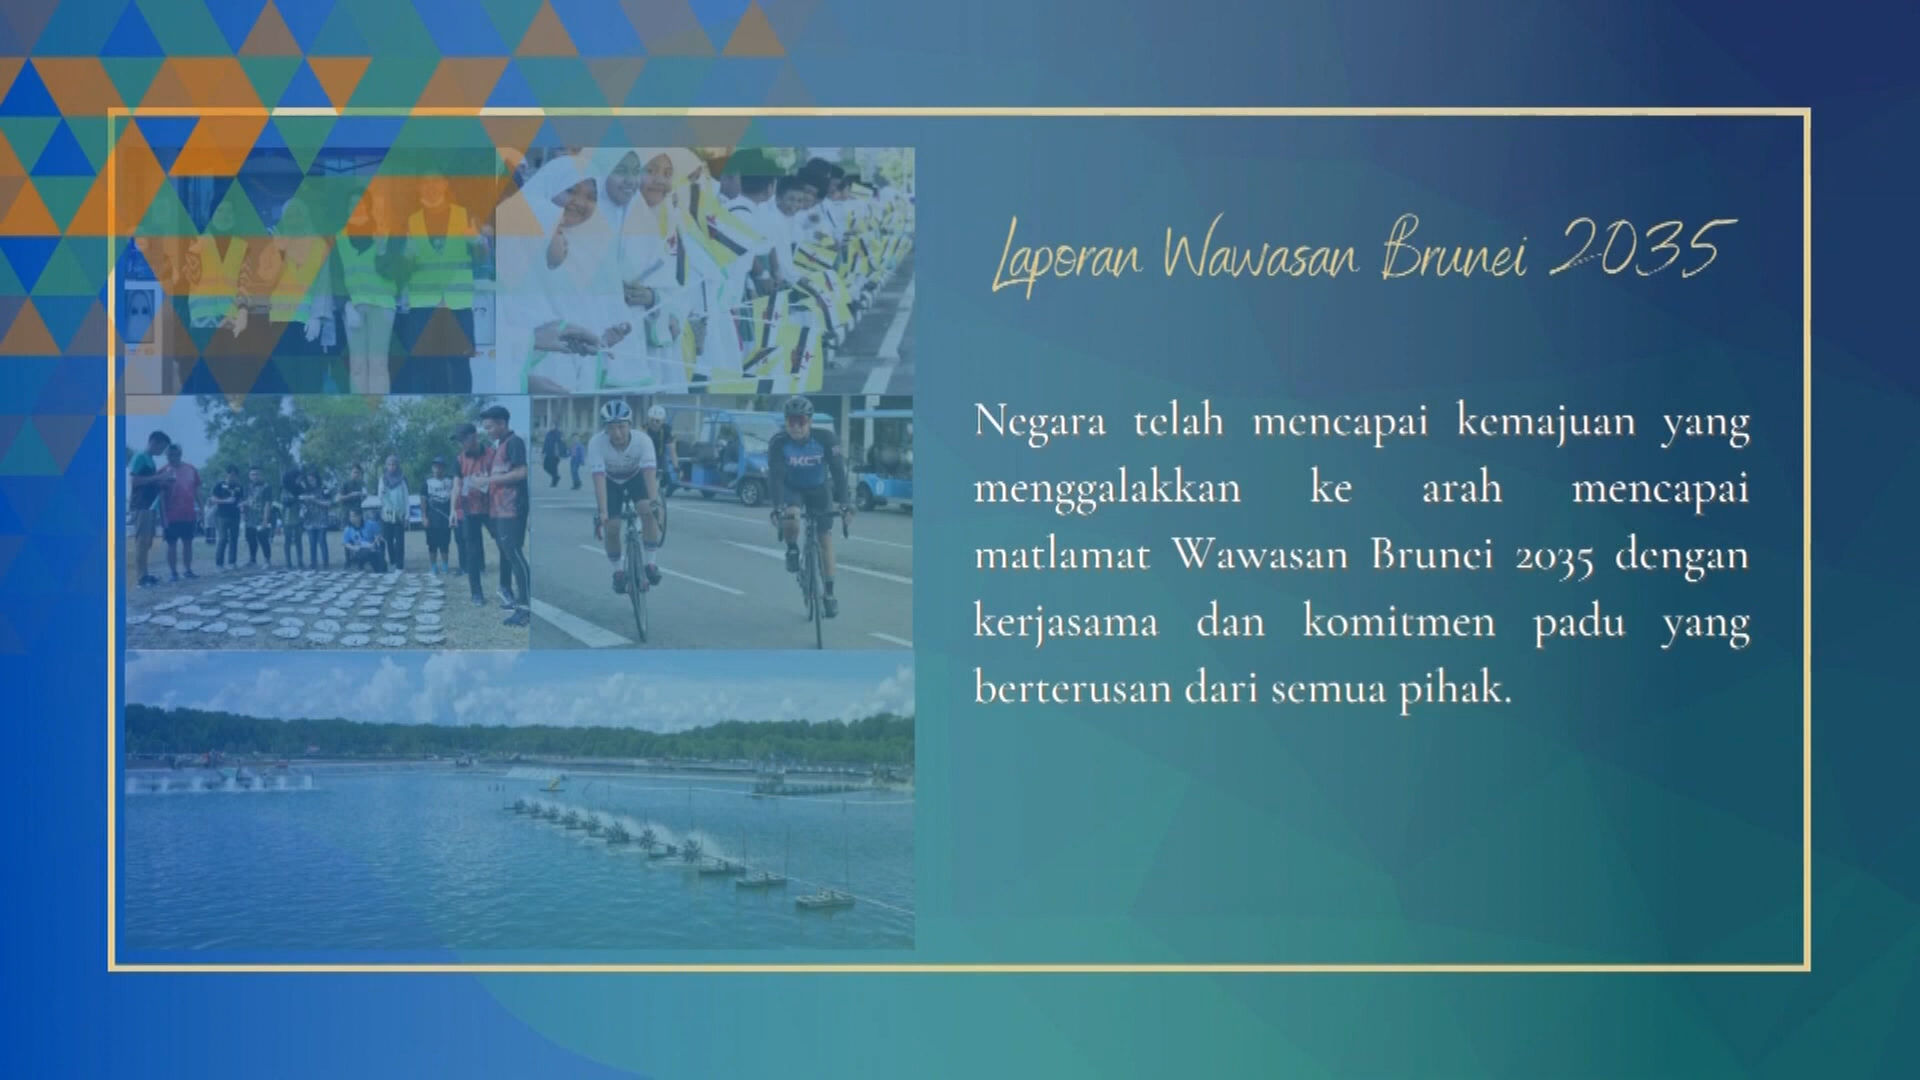 Laporan Wawasan Brunei 2035
Negara telah mencapai kemajuan yang
menggalakkan ke arah mencapai
matlamat Wawasan Brunei 2035 dengan
kerjasama dan komitmen padu yang
berterusan dari semua pihak.